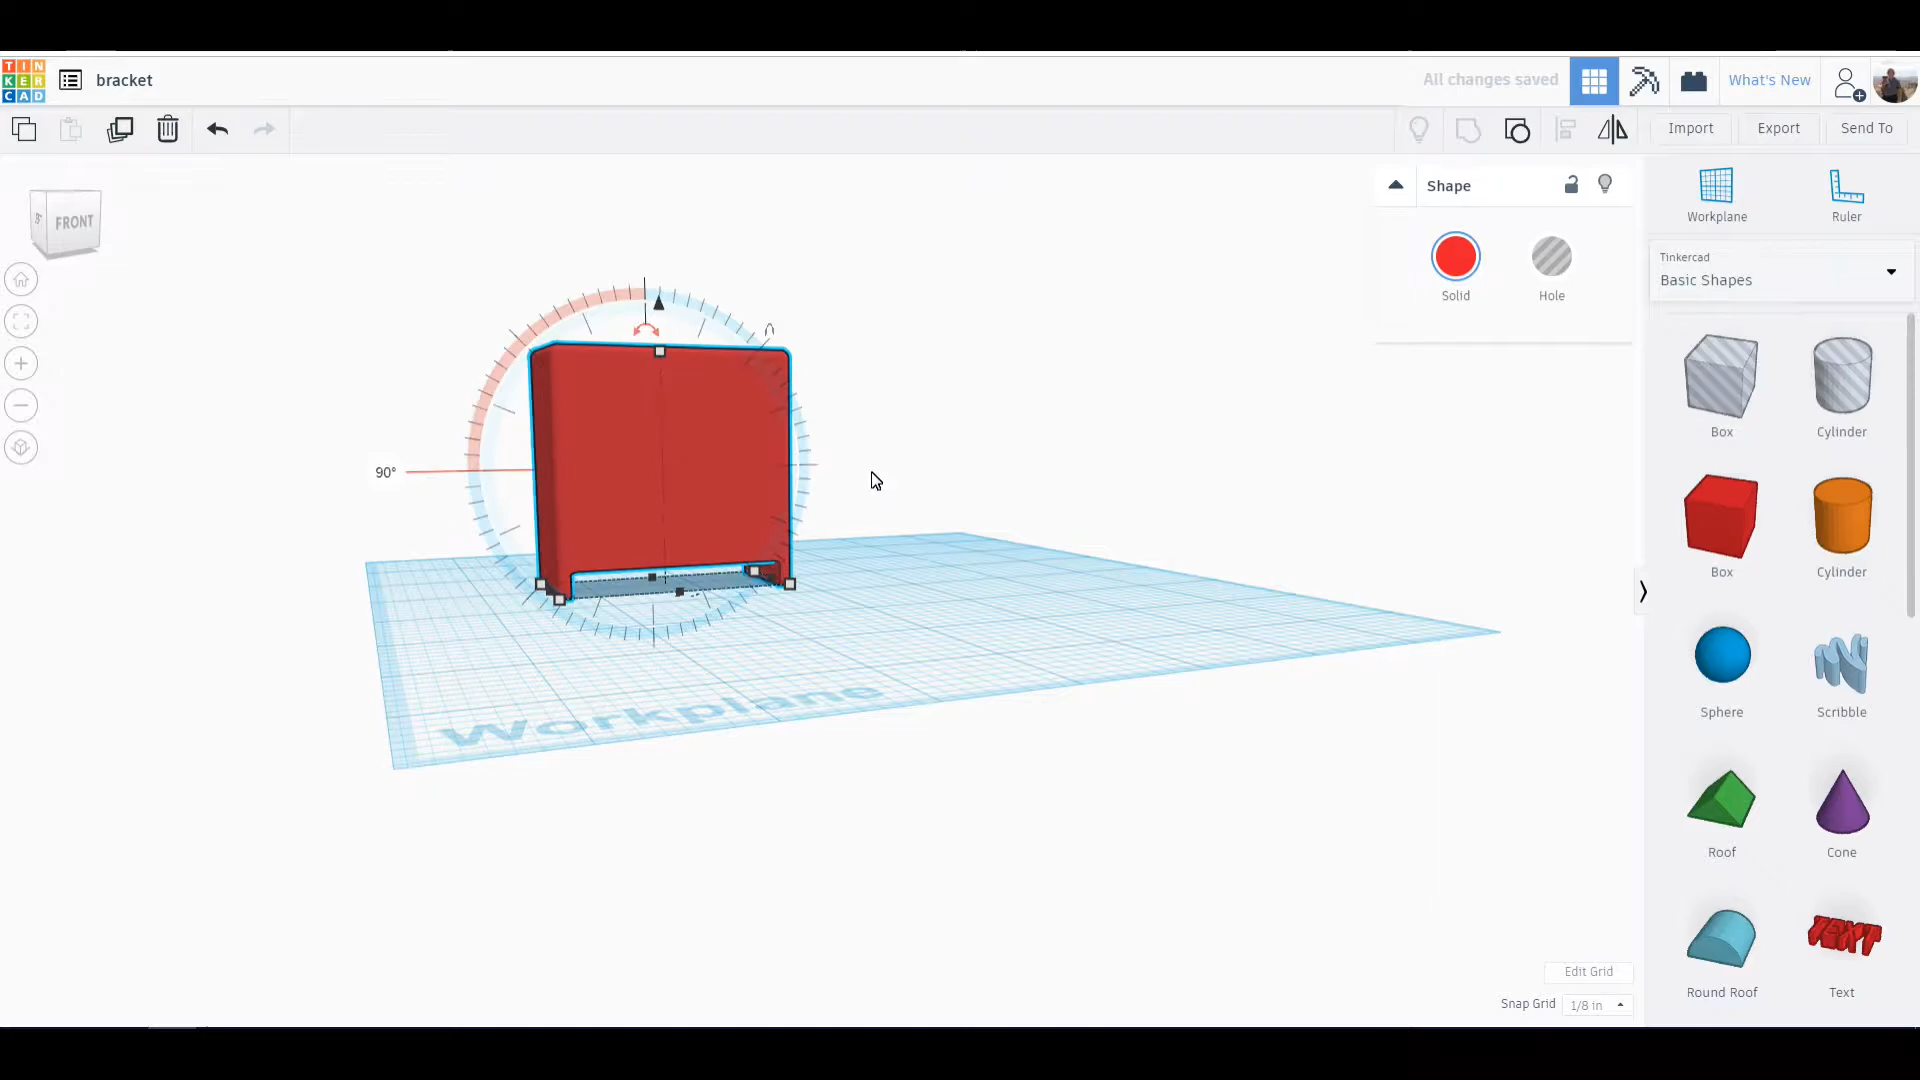 TIN
KER
CAD
bracket
All changes saved
What's New
Import
Export
Send To
FRONT
Shape
Solid
Hole
Workplane
Ruler
Tinkercad
Basic Shapes
Box
Cylinder
Box
Cylinder
Sphere
Scribble
Roof
Cone
Round Roof
TEXT
Text
90°
Workplane
Edit Grid
Snap Grid
1/8 in